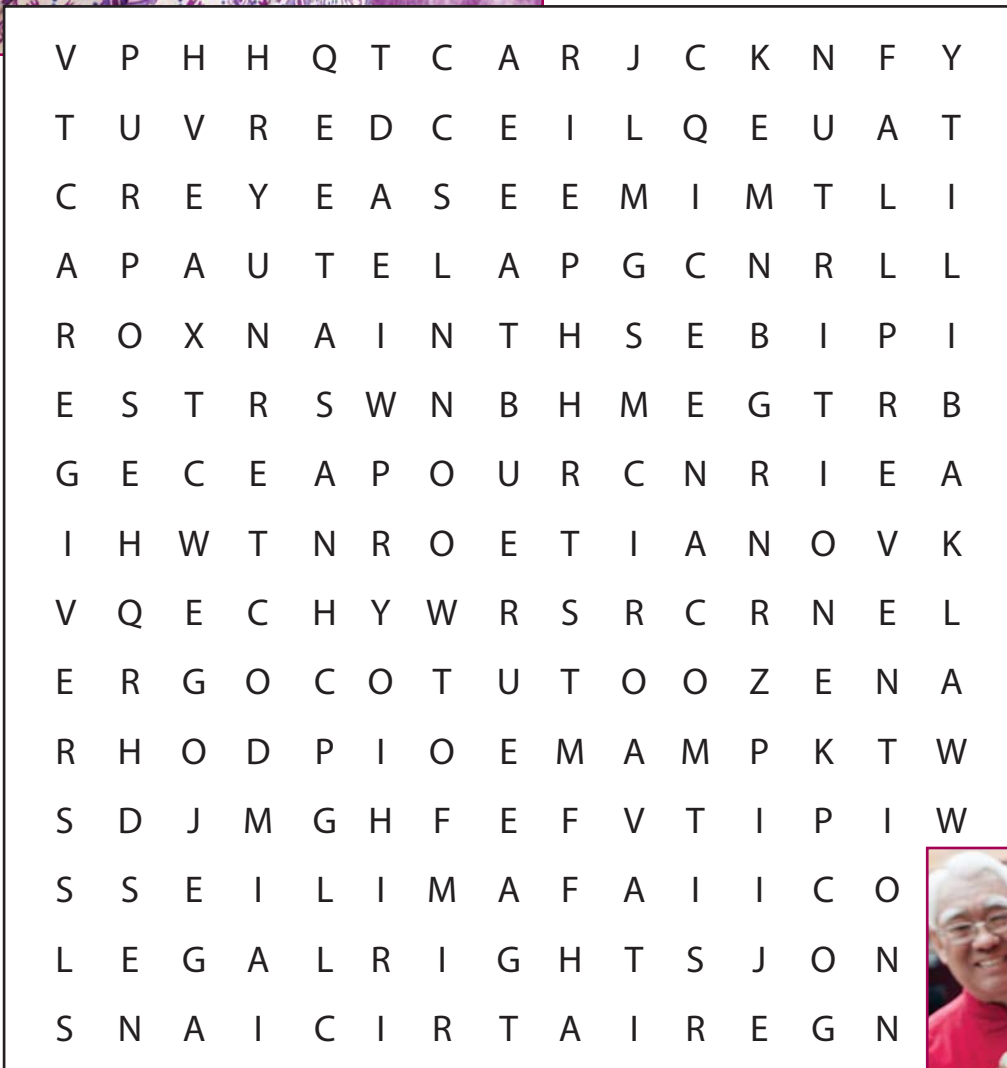 V P H H Q T C A R J C K N F Y
T U V R E D C E I L Q E U A T
C R E Y E A S E E M I M T L I
A P A U T E L A P G C N R L L
R O X N A I N T H S E B I P I
E S T R S W N B H M E G T R B
G E C E A P O U R C N R I E A
I H W T N R O E T I A N O V K
V Q E C H Y W R S R C R N E L
E R G O C O T U T O O Z E N A
R H O D P I O E M A M P K T W
S D J M G H F E F V T I P I W
S S E I L I M A F A I I C O
L E G A L R I G H T S J O N
S N A I C I R T A I R E G N